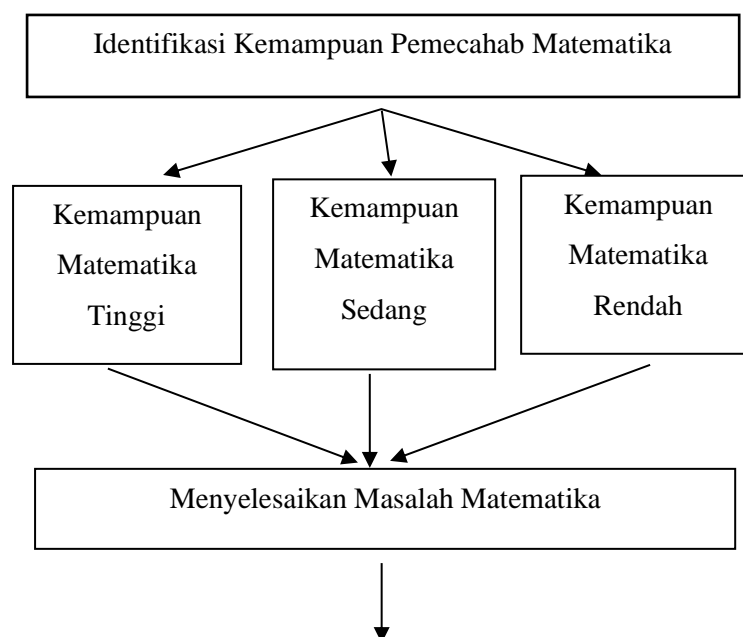 Identifikasi Kemampuan Pemecahab Matematika
Kemampuan
Matematika
Tinggi
Kemampuan
Matematika
Sedang
Kemampuan
Matematika
Rendah
Menyelesaikan Masalah Matematika